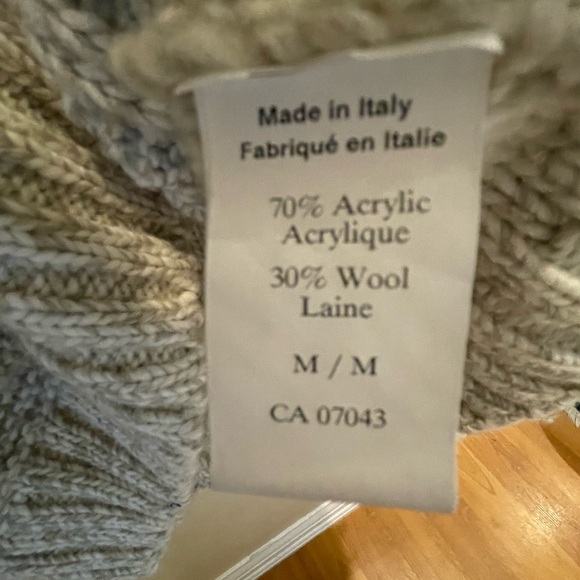 Made in Italy
Fabriqué en Italie
70% Acrylic
Acrylique
30% Wool
Laine
M / M
CA 07043